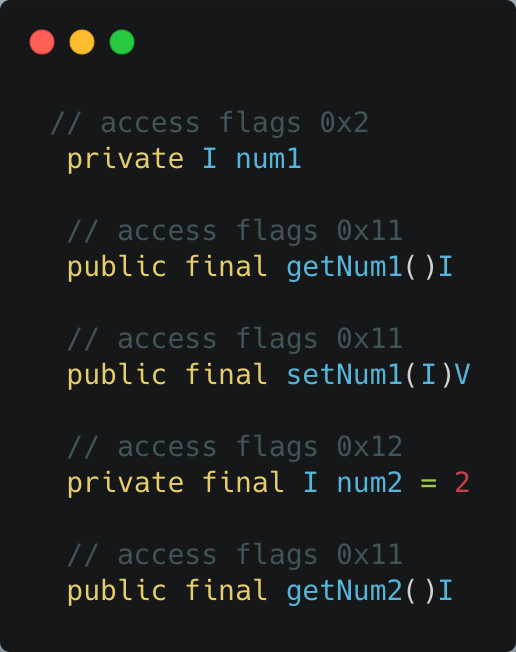 // access flags 0x2
private I num1
// access flags 0x11
public final getNum1()I
// access flags 0x11
public final setNum1(I)V
// access flags 0x12
private final I num2 = 2
// access flags 0x11
public final getNum2()I